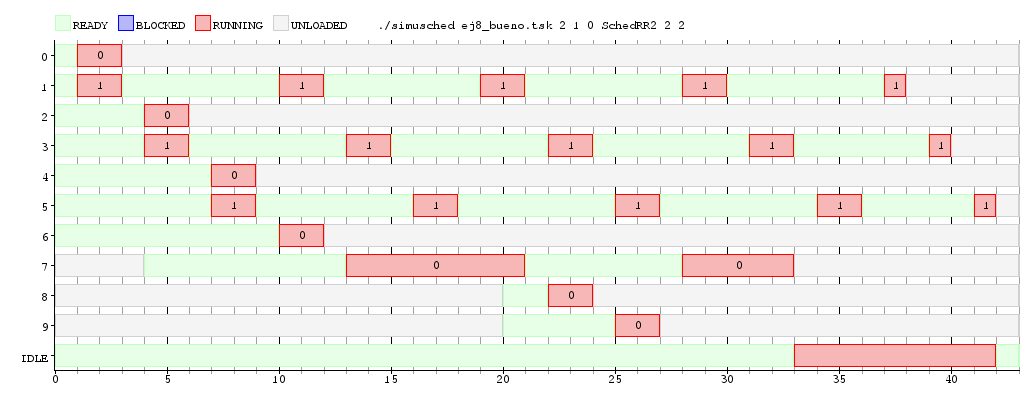 READY BLOCKED RUNNING UNLOADED ./simusched ej8_bueno.tsk 2 1 0 SchedRR2 2 2
0 0
1 1 1 1 1 1
2 0
3 1 1 1 1 1
4 0
5 1 1 1 1 1
6 0
7 0 0
8 0
9 0
IDLE
0 5 10 15 20 25 30 35 40